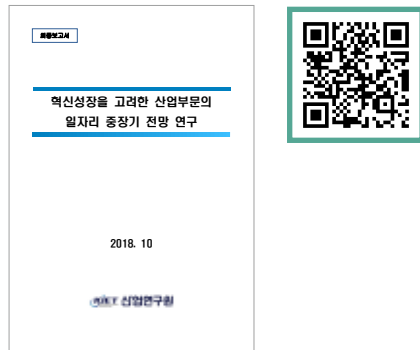 최종보고서
혁신성장을 고려한 산업부문의
일자리 중장기 전망 연구
2018. 10
산업연구원